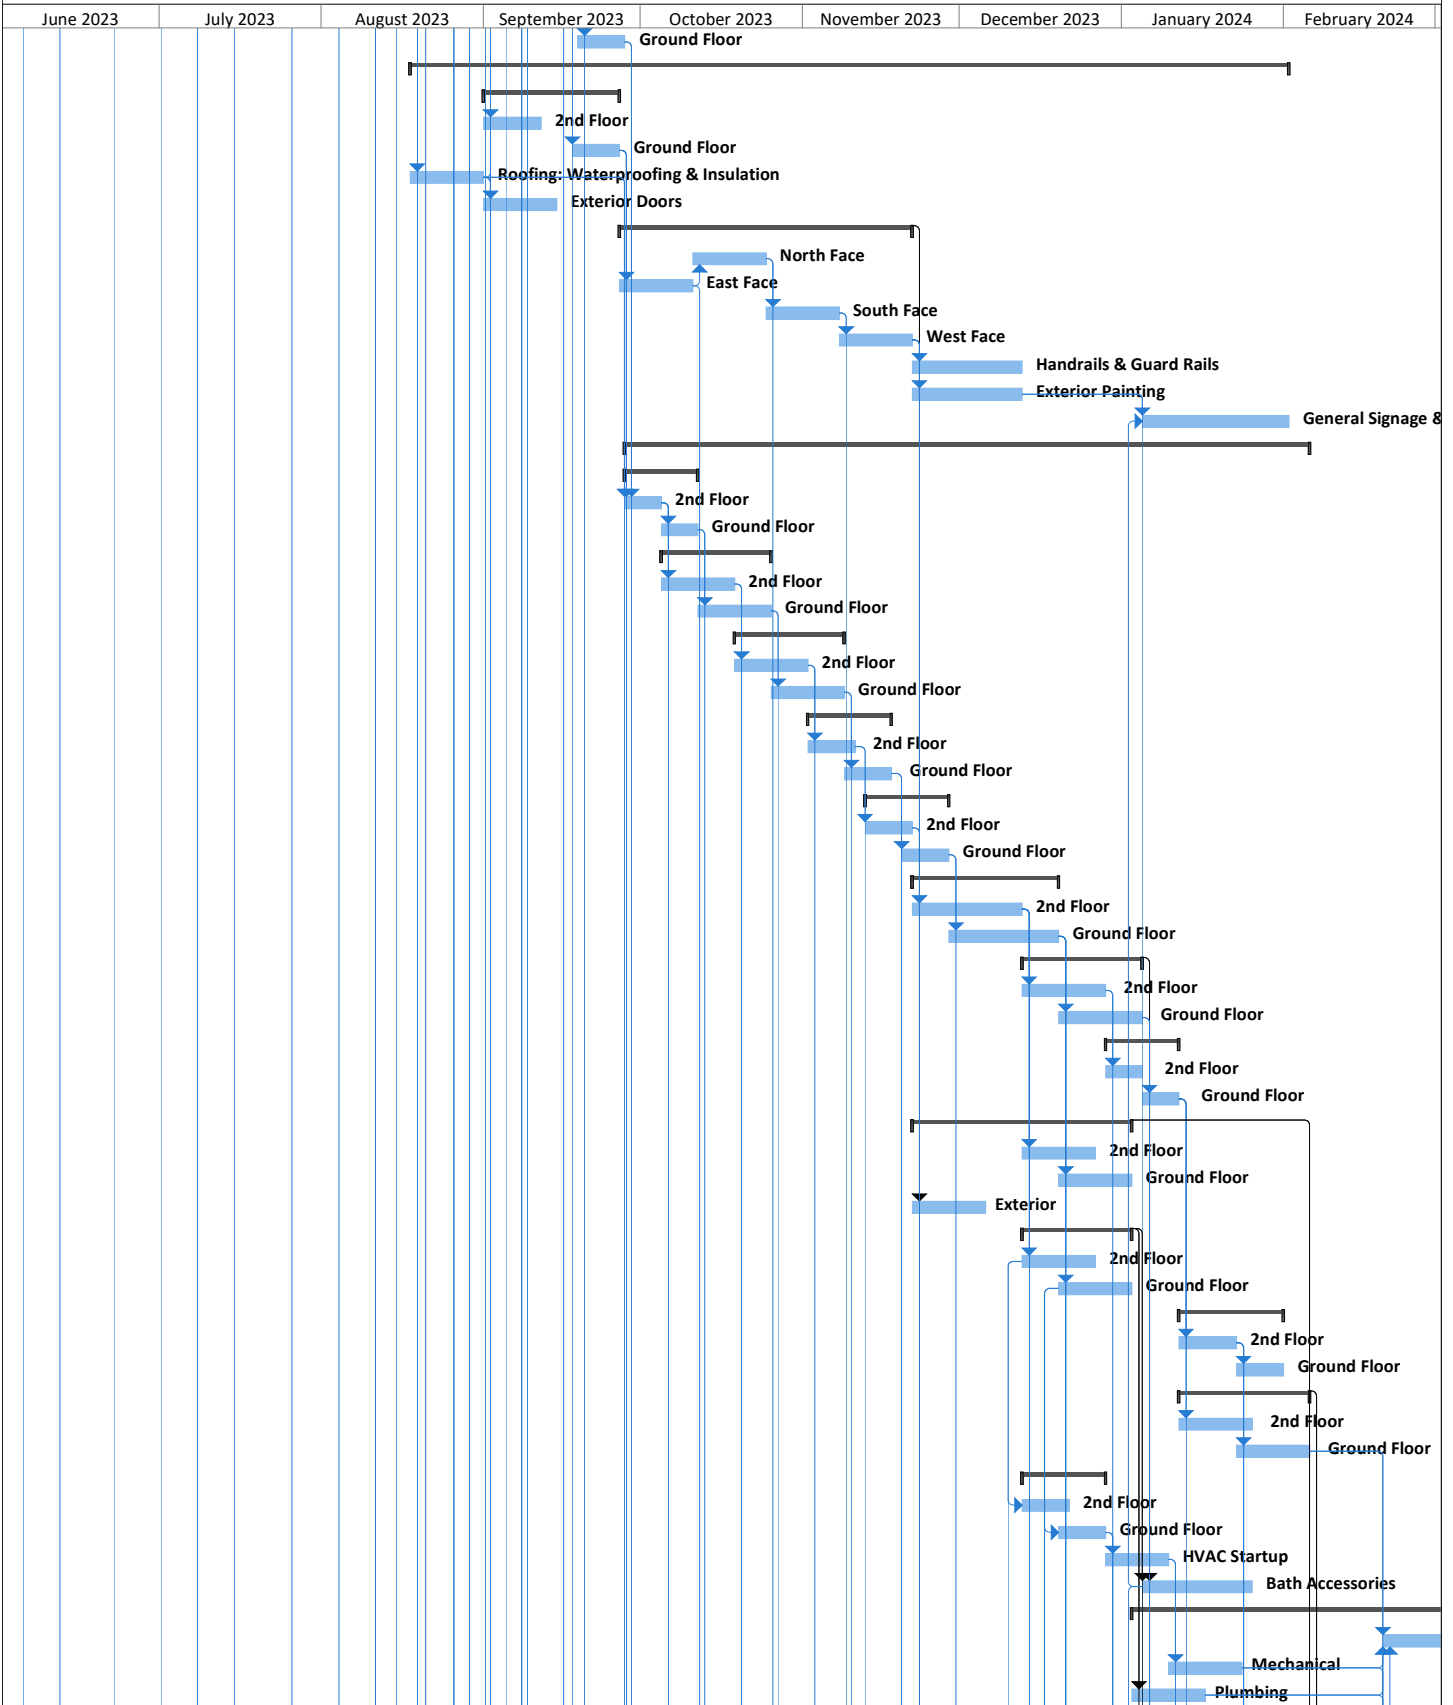 June 2023 July 2023 August 2023 September 2023 October 2023 November 2023 December 2023 January 2024 February 2024
Ground Floor
2nd Floor
Ground Floor
Roofing: Waterproofing & Insulation
Exterior Doors
North Face
East Face
South Face
West Face
Handrails & Guard Rails
Exterior Painting
General Signage &
2nd Floor
Ground Floor
2nd Floor
Ground Floor
2nd Floor
Ground Floor
2nd Floor
Ground Floor
2nd Floor
Ground Floor
2nd Floor
Ground Floor
2nd Floor
Ground Floor
2nd Floor
Ground Floor
2nd Floor
Ground Floor
Exterior
2nd Floor
Ground Floor
2nd Floor
Ground Floor
2nd Floor
Ground Floor
2nd Floor
Ground Floor
HVAC Startup
Bath Accessories
Mechanical
Plumbing